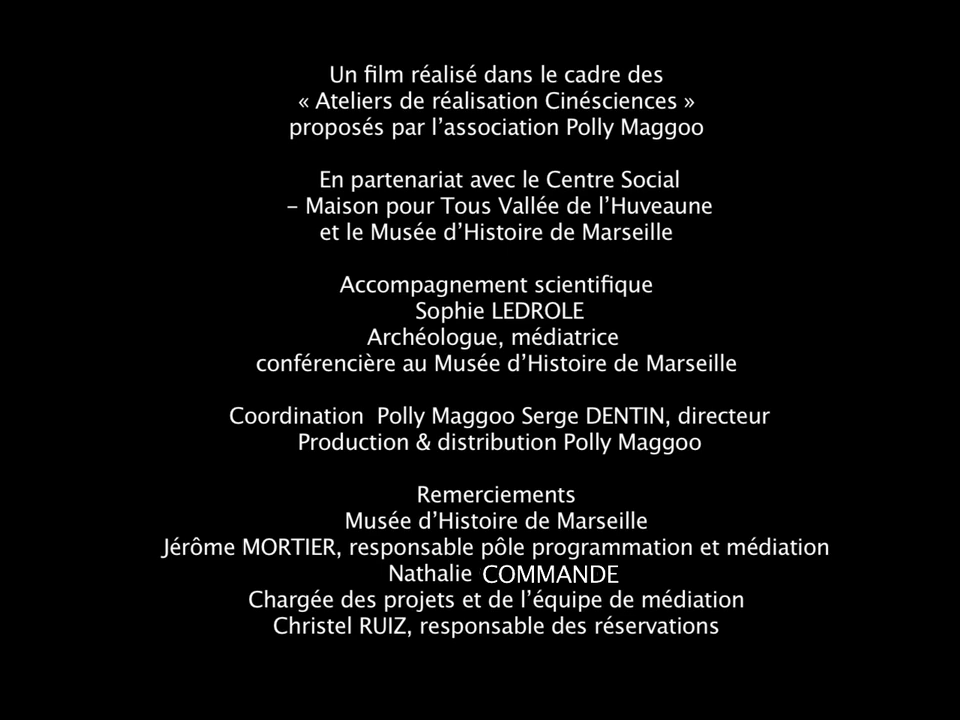 Un film réalisé dans le cadre des
« Ateliers de réalisation Cinésciences »
proposés par l’association Polly Maggoo
En partenariat avec le Centre Social
– Maison pour Tous Vallée de l’Huveaune
et le Musée d’Histoire de Marseille
Accompagnement scientifique
Sophie LEDROLE
Archéologue, médiatrice
conférencière au Musée d’Histoire de Marseille
Coordination Polly Maggoo Serge DENTIN, directeur
Production & distribution Polly Maggoo
Remerciements
Musée d’Histoire de Marseille
Jérôme MORTIER, responsable pôle programmation et médiation
Nathalie COMMANDE
Chargée des projets et de l’équipe de médiation
Christel RUIZ, responsable des réservations